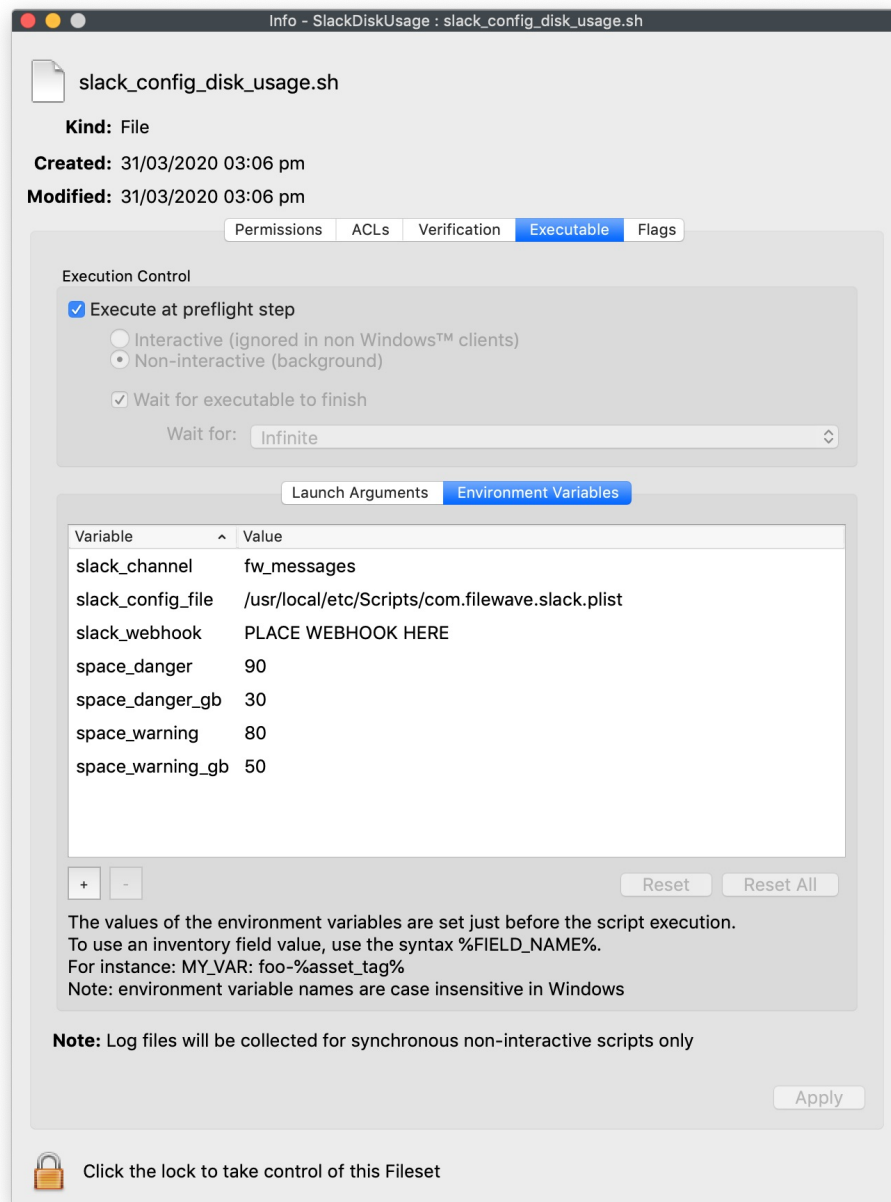 Info - SlackDiskUsage : slack_config_disk_usage.sh
slack_config_disk_usage.sh
Kind: File
Created: 31/03/2020 03:06 pm
Modified: 31/03/2020 03:06 pm
Permissions ACLs Verification Executable Flags
Execution Control
Execute at preflight step
Interactive (ignored in non Windows™ clients)
Non-interactive (background)
Wait for executable to finish
Wait for: Infinite
Launch Arguments Environment Variables
Variable Value
slack_channel fw_messages
slack_config_file /usr/local/etc/Scripts/com.filewave.slack.plist
slack_webhook PLACE WEBHOOK HERE
space_danger 90
space_danger_gb 30
space_warning 80
space_warning_gb 50
+ - Reset Reset All
The values of the environment variables are set just before the script execution.
To use an inventory field value, use the syntax %FIELD_NAME%.
For instance: MY_VAR: foo-%asset_tag%
Note: environment variable names are case insensitive in Windows
Note: Log files will be collected for synchronous non-interactive scripts only
Apply
Click the lock to take control of this Fileset